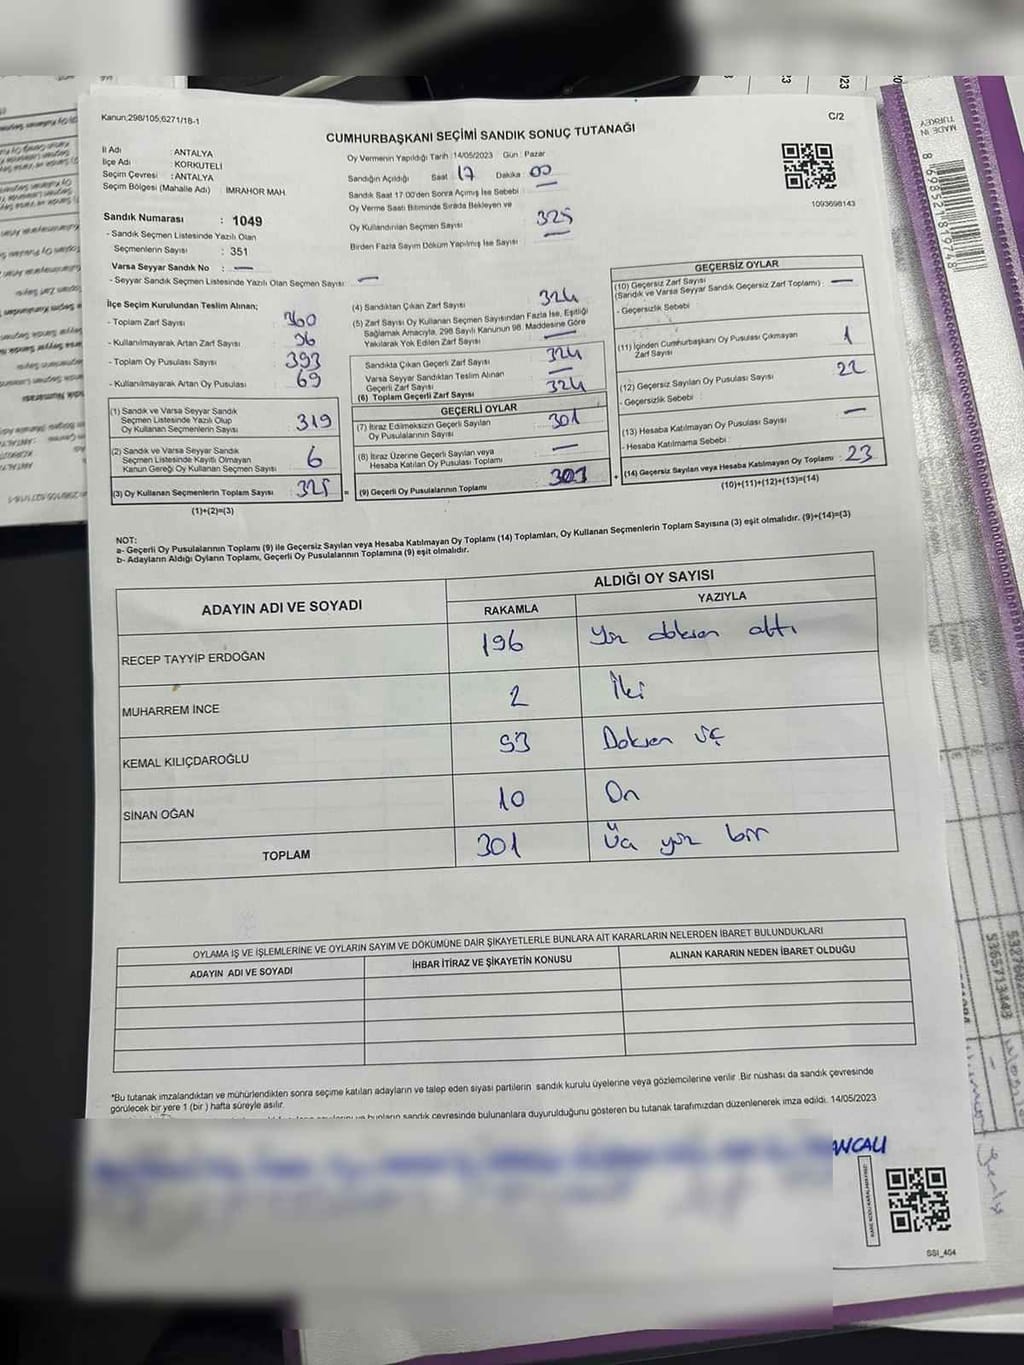 Kanun;298/105;6271/18-1
C/2
CUMHURBAŞKANI SEÇİMİ SANDIK SONUÇ TUTANAĞI
İl Adı : ANTALYA
İlçe Adı : KORKUTELİ
Seçim Çevresi : ANTALYA
Seçim Bölgesi (Mahalle Adı) : İMRAHOR MAH.
Sandık Numarası : 1049
- Sandık Seçmen Listesinde Yazılı Olan
Seçmenlerin Sayısı : 351
Varsa Seyyar Sandık No : —
- Seyyar Sandık Seçmen Listesinde Yazılı Olan Seçmen Sayısı: —
Oy Vermenin Yapıldığı Tarih :14/05/2023 Gün : Pazar
Sandığın Açıldığı Saat 17 Dakika 00
Sandık Saat 17.00'den Sonra Açımış İse Sebebi —
Oy Verme Saati Bitiminde Sırada Bekleyen ve
Oy Kullandırılan Seçmen Sayısı 325
Birden Fazla Sayım Döküm Yapılmış İse Sayısı —
1093698143
İlçe Seçim Kurulundan Teslim Alınan;
- Toplam Zarf Sayısı 360
- Kullanılmayarak Artan Zarf Sayısı 36
- Toplam Oy Pusulası Sayısı 393
- Kullanılmayarak Artan Oy Pusulası 69
(1) Sandık ve Varsa Seyyar Sandık
Seçmen Listesinde Yazılı Olup
Oy Kullanan Seçmenlerin Sayısı 319
(2) Sandık ve Varsa Seyyar Sandık
Seçmen Listesinde Kayıtlı Olmayan
Kanun Gereği Oy Kullanan Seçmen Sayısı 6
(3) Oy Kullanan Seçmenlerin Toplam Sayısı 325 =
(1)+(2)=(3)
(4) Sandıktan Çıkan Zarf Sayısı 324
(5) Zarf Sayısı Oy Kullanan Seçmen Sayısından Fazla İse, Eşitliği
Sağlamak Amacıyla, 298 Sayılı Kanunun 98. Maddesine Göre
Yakılarak Yok Edilen Zarf Sayısı —
Sandıkta Çıkan Geçerli Zarf Sayısı 324
Varsa Seyyar Sandıktan Teslim Alınan
Geçerli Zarf Sayısı —
(6) Toplam Geçerli Zarf Sayısı 324
GEÇERLİ OYLAR
(7) İtiraz Edilmeksizin Geçerli Sayılan
Oy Pusulalarının Sayısı 301
(8) İtiraz Üzerine Geçerli Sayılan veya
Hesaba Katılan Oy Pusulası Toplamı —
(9) Geçerli Oy Pusulalarının Toplamı 301 +
GEÇERSİZ OYLAR
(10) Geçersiz Zarf Sayısı
(Sandık ve Varsa Seyyar Sandık Geçersiz Zarf Toplamı) : —
- Geçersizlik Sebebi :
(11) İçinden Cumhurbaşkanı Oy Pusulası Çıkmayan
Zarf Sayısı 1
(12) Geçersiz Sayılan Oy Pusulası Sayısı 22
- Geçersizlik Sebebi :
(13) Hesaba Katılmayan Oy Pusulası Sayısı —
- Hesaba Katılmama Sebebi :
(14) Geçersiz Sayılan veya Hesaba Katılmayan Oy Toplamı : 23
(10)+(11)+(12)+(13)=(14)
NOT:
a- Geçerli Oy Pusulalarının Toplamı (9) ile Geçersiz Sayılan veya Hesaba Katılmayan Oy Toplamı (14) Toplamları, Oy Kullanan Seçmenlerin Toplam Sayısına (3) eşit olmalıdır. (9)+(14)=(3)
b- Adayların Aldığı Oyların Toplamı, Geçerli Oy Pusulalarının Toplamına (9) eşit olmalıdır.
ADAYIN ADI VE SOYADI
ALDIĞI OY SAYISI
RAKAMLA YAZIYLA
RECEP TAYYİP ERDOĞAN 196 Yüz doksan altı
MUHARREM İNCE 2 İki
KEMAL KILIÇDAROĞLU 93 Doksan üç
SİNAN OĞAN 10 On
TOPLAM 301 Üç yüz bir
OYLAMA İŞ VE İŞLEMLERİNE VE OYLARIN SAYIM VE DÖKÜMÜNE DAİR ŞİKAYETLERLE BUNLARA AİT KARARLARIN NELERDEN İBARET BULUNDUKLARI
ADAYIN ADI VE SOYADI
İHBAR İTİRAZ VE ŞİKAYETİN KONUSU
ALINAN KARARIN NEDEN İBARET OLDUĞU
*Bu tutanak imzalandıktan ve mühürlendikten sonra seçime katılan adayların ve talep eden siyasi partilerin sandık kurulu üyelerine veya gözlemcilerine verilir .Bir nüshası da sandık çevresinde
görülecek bir yere 1 (bir ) hafta süreyle asılır.
bunların sandık çevresinde bulunanlara duyurulduğunu gösteren bu tutanak tarafımızdan düzenlenerek imza edildi. 14/05/2023
ANCALI
SSI_404
MADE IN
TURKEY
8 698521 819748